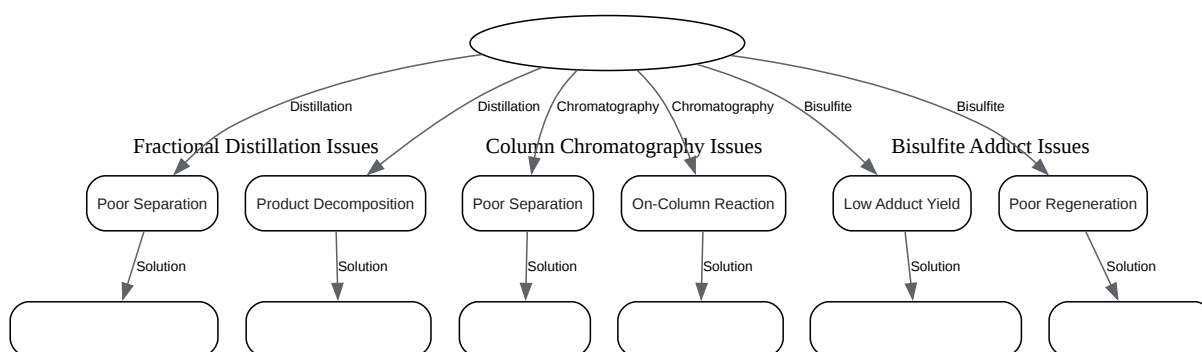 Distillation
Distillation
Chromatography
Chromatography
Bisulfite
Bisulfite
Fractional Distillation Issues
Column Chromatography Issues
Bisulfite Adduct Issues
Poor Separation
Product Decomposition
Poor Separation
On-Column Reaction
Low Adduct Yield
Poor Regeneration
Solution
Solution
Solution
Solution
Solution
Solution